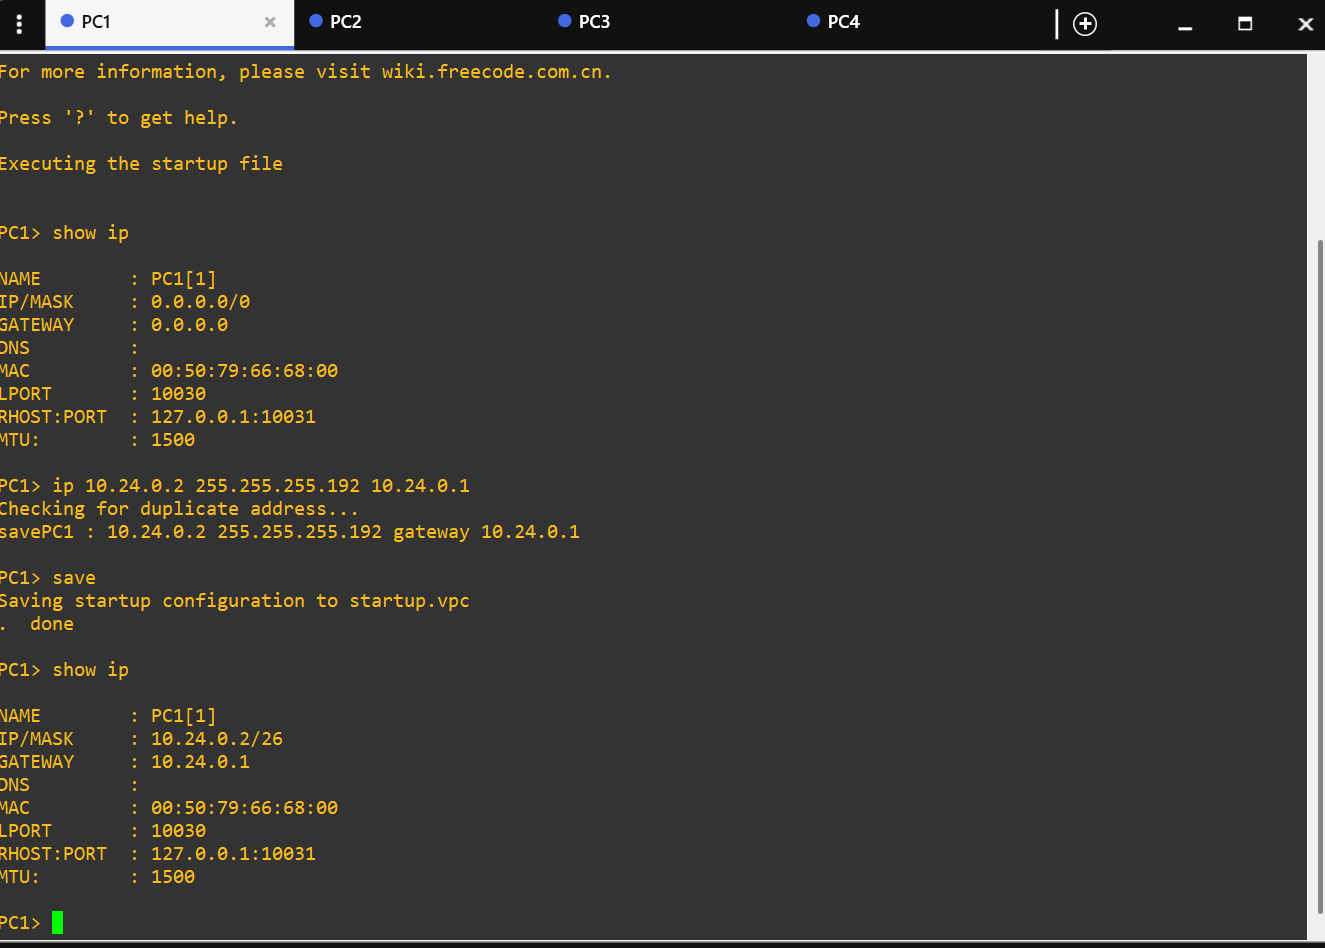 PC1 PC2 PC3 PC4
For more information, please visit wiki.freecode.com.cn.
Press '?' to get help.
Executing the startup file
PC1> show ip
NAME : PC1[1]
IP/MASK : 0.0.0.0/0
GATEWAY : 0.0.0.0
DNS :
MAC : 00:50:79:66:68:00
LPORT : 10030
RHOST:PORT : 127.0.0.1:10031
MTU: : 1500
PC1> ip 10.24.0.2 255.255.255.192 10.24.0.1
Checking for duplicate address...
savePC1 : 10.24.0.2 255.255.255.192 gateway 10.24.0.1
PC1> save
Saving startup configuration to startup.vpc
. done
PC1> show ip
NAME : PC1[1]
IP/MASK : 10.24.0.2/26
GATEWAY : 10.24.0.1
DNS :
MAC : 00:50:79:66:68:00
LPORT : 10030
RHOST:PORT : 127.0.0.1:10031
MTU: : 1500
PC1>